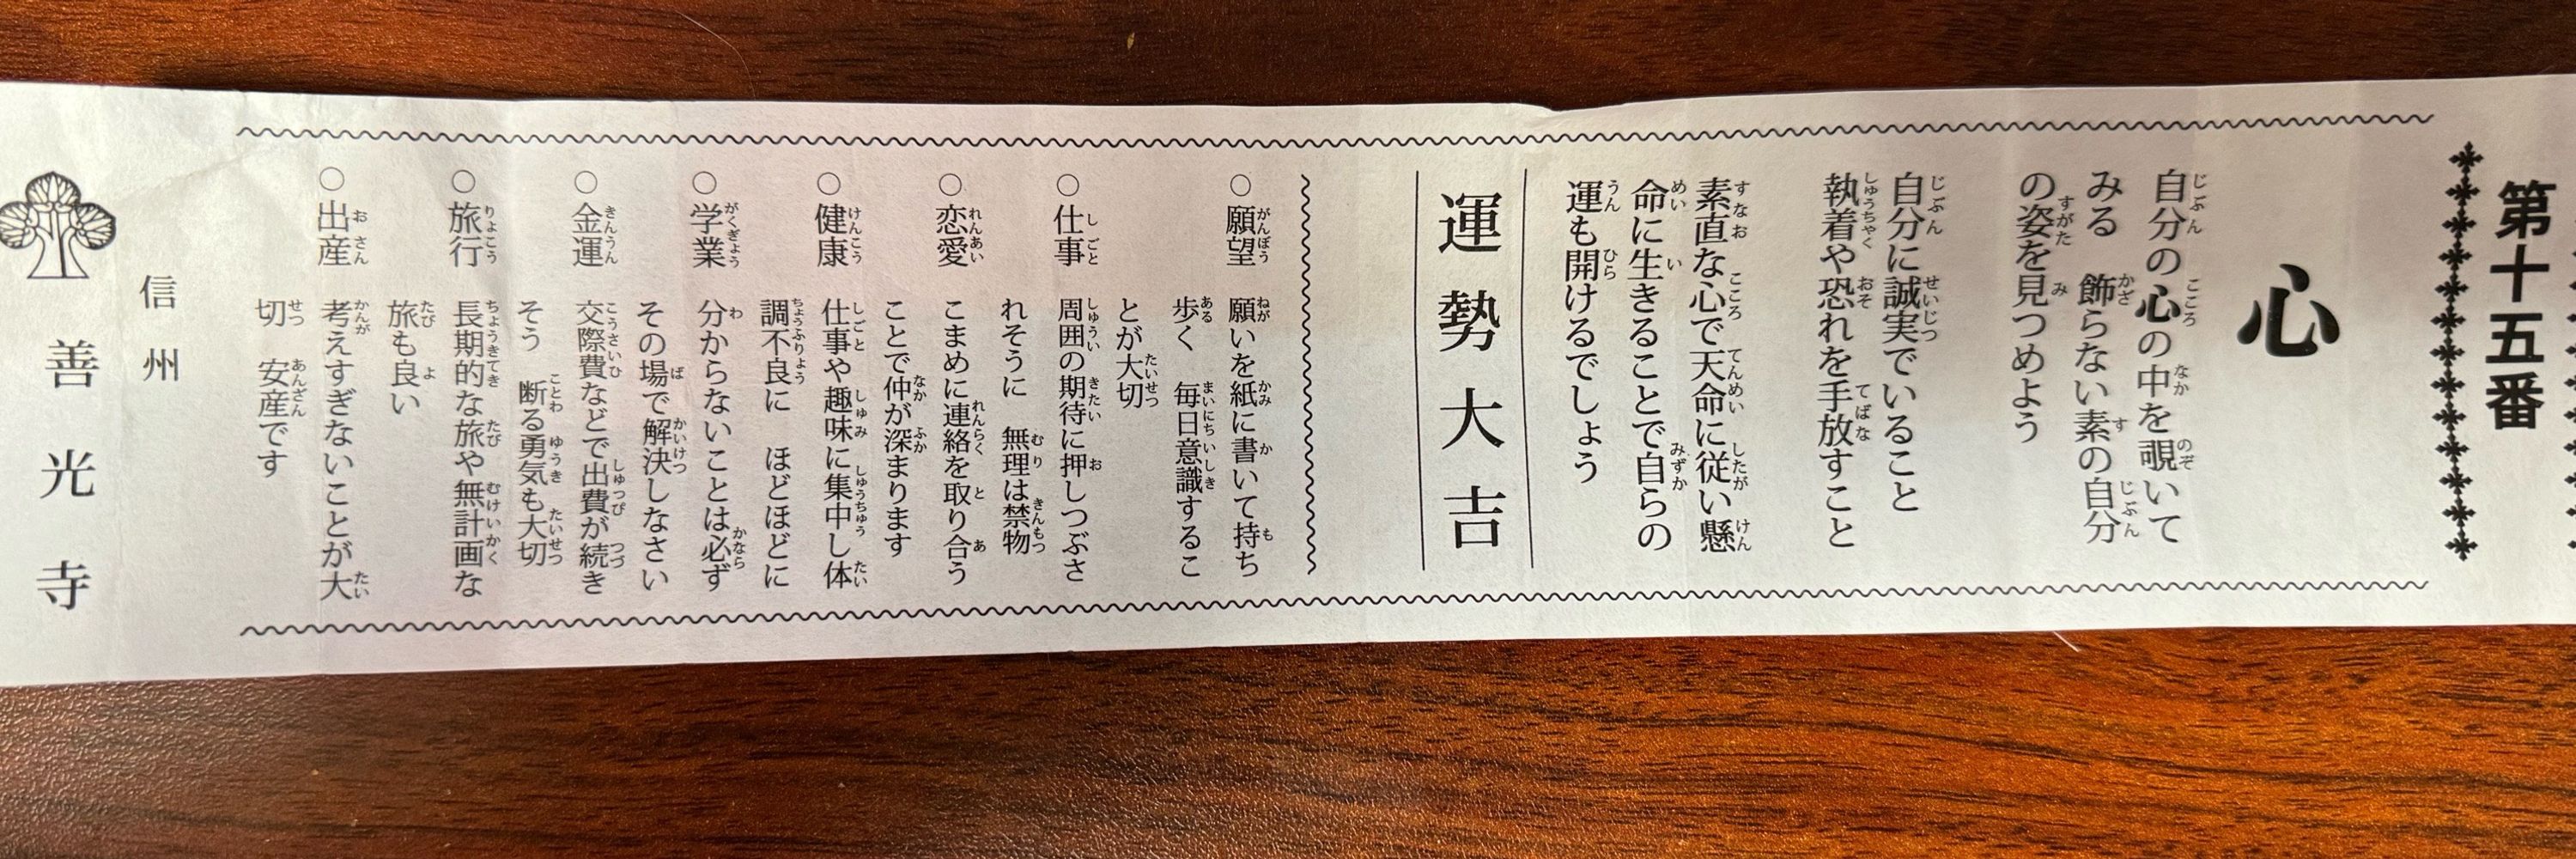 第十五番
心
自分の心の中を覗いて
みる　飾らない素の自分
の姿を見つめよう
自分に誠実でいること
執着や恐れを手放すこと
素直な心で天命に従い懸
命に生きることで自らの
運も開けるでしょう
運勢大吉
○願望　願いを紙に書いて持ち
歩く　毎日意識するこ
とが大切
○仕事　周囲の期待に押しつぶさ
れそうに　無理は禁物
○恋愛　こまめに連絡を取り合う
ことで仲が深まります
○健康　仕事や趣味に集中し体
調不良に　ほどほどに
○学業　分からないことは必ず
その場で解決しなさい
○金運　交際費などで出費が続き
そう　断る勇気も大切
○旅行　長期的な旅や無計画な
旅も良い
○出産　考えすぎないことが大
切　安産です
信州
善光寺